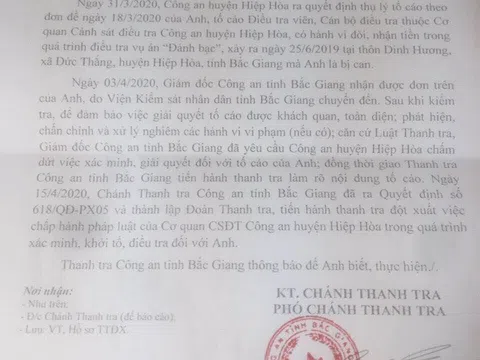 Ngày 31/3/2020, Công an huyện Hiệp Hòa ra quyết định thụ lý tố cáo theo
đơn đề ngày 18/3/2020 của Anh, tố cáo Điều tra viên, Cán bộ điều tra thuộc Cơ
quan Cảnh sát điều tra Công an huyện Hiệp Hòa, có hành vi đòi, nhận tiền trong
quá trình điều tra vụ án "Đánh bạc", xảy ra ngày 25/6/2019 tại thôn Dinh Hương,
xã Đức Thắng, huyện Hiệp Hòa, tỉnh Bắc Giang mà Anh là bị can.
Ngày 03/4/2020, Giám đốc Công an tỉnh Bắc Giang nhận được đơn trên
của Anh, do Viện Kiểm sát nhân dân tỉnh Bắc Giang chuyển đến. Sau khi kiểm
tra, để đảm bảo việc giải quyết tố cáo được khách quan, toàn diện; phát hiện,
chấn chỉnh và xử lý nghiêm các hành vi vi phạm (nếu có); căn cứ Luật Thanh tra,
Giám đốc Công an tỉnh Bắc Giang đã yêu cầu Công an huyện Hiệp Hòa chấm
dứt việc xác minh, giải quyết đối với tố cáo của Anh; đồng thời giao Thanh tra
Công an tỉnh Bắc Giang tiến hành thanh tra làm rõ nội dung tố cáo. Ngày
15/4/2020, Chánh Thanh tra Công an tỉnh Bắc Giang đã ra Quyết định số
618/QĐ-PX05 và thành lập Đoàn Thanh tra, tiến hành thanh tra đột xuất việc
chấp hành pháp luật của Cơ quan CSĐT Công an huyện Hiệp Hòa trong quá trình
xác minh, khởi tố, điều tra đối với Anh.
Thanh tra Công an tỉnh Bắc Giang thông báo để Anh biết, thực hiện./.
Nơi nhận:
- Như trên;
- Đ/c Chánh Thanh tra (để báo cáo);
- Lưu: VT, Hồ sơ TTĐX.
KT. CHÁNH THANH TRA
PHÓ CHÁNH THANH TRA
AN TỈNH BẮC GIANG